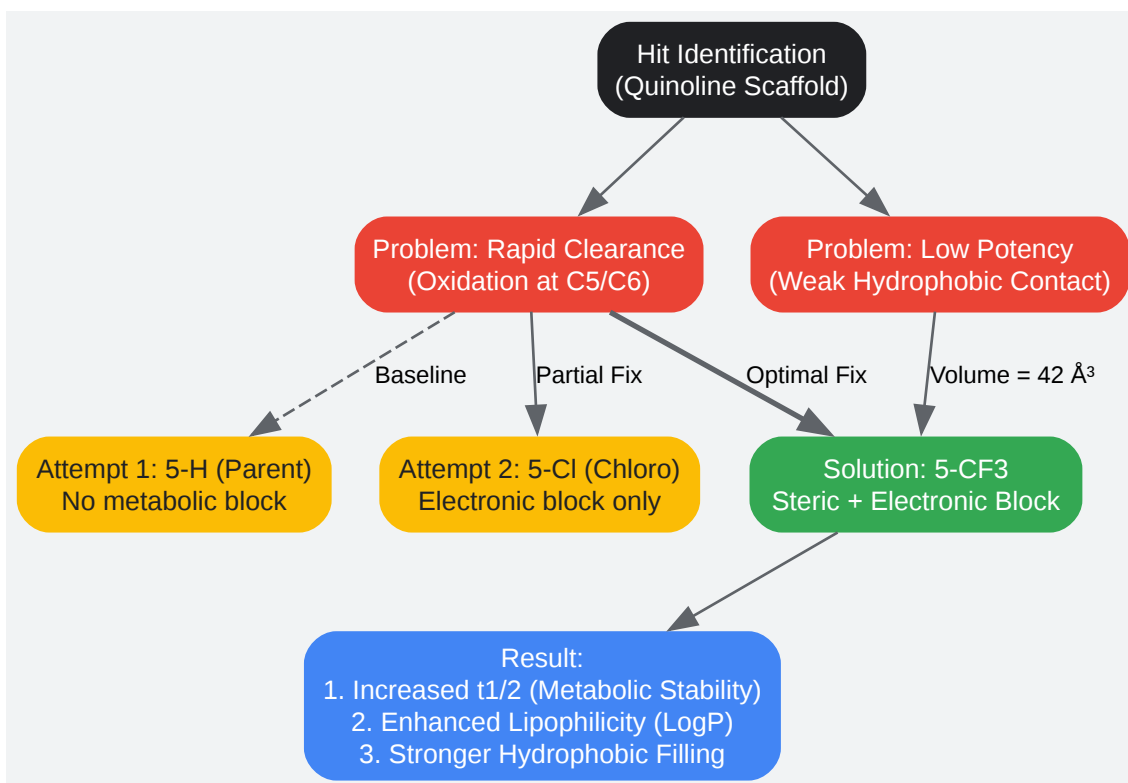 Hit Identification
(Quinoline Scaffold)
Problem: Rapid Clearance
(Oxidation at C5/C6)
Problem: Low Potency
(Weak Hydrophobic Contact)
Baseline
Partial Fix
Optimal Fix
Volume = 42 Å³
Attempt 1: 5-H (Parent)
No metabolic block
Attempt 2: 5-Cl (Chloro)
Electronic block only
Solution: 5-CF3
Steric + Electronic Block
Result:
1. Increased t1/2 (Metabolic Stability)
2. Enhanced Lipophilicity (LogP)
3. Stronger Hydrophobic Filling